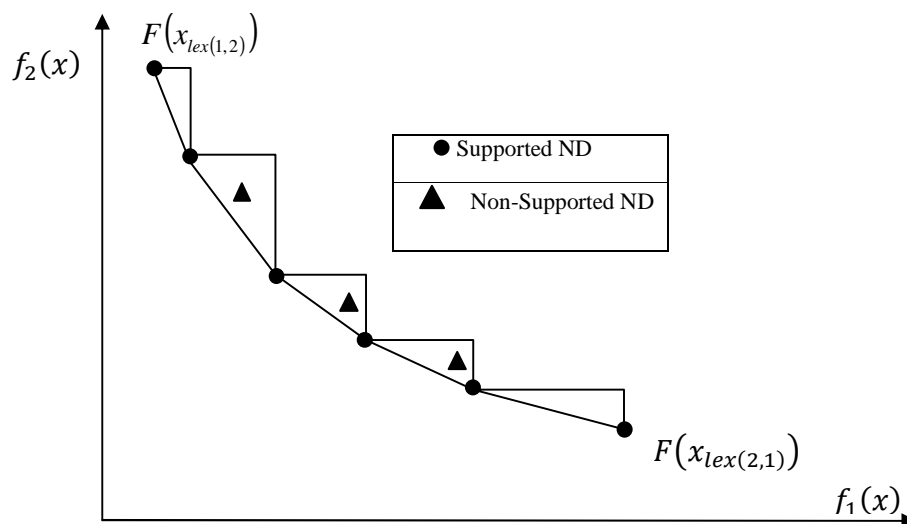 F(x_{lex(1,2)})
f_2(x)
Supported ND
Non-Supported ND
F(x_{lex(2,1)})
f_1(x)